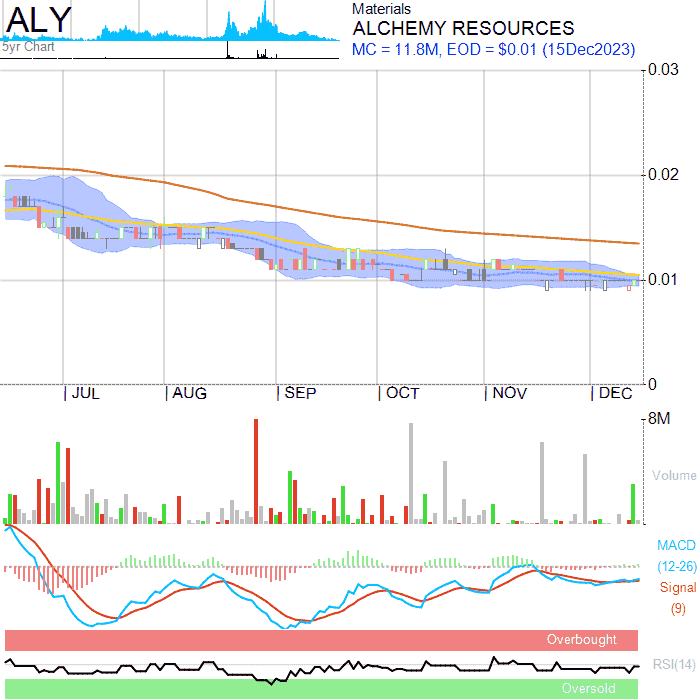 ALY
5yr Chart
Materials
ALCHEMY RESOURCES
MC = 11.8M, EOD = $0.01 (15Dec2023)
0.03
0.02
0.01
0
JUL AUG SEP OCT NOV DEC
8M
Volume
MACD
(12-26)
Signal
(9)
Overbought
RSI(14)
Oversold